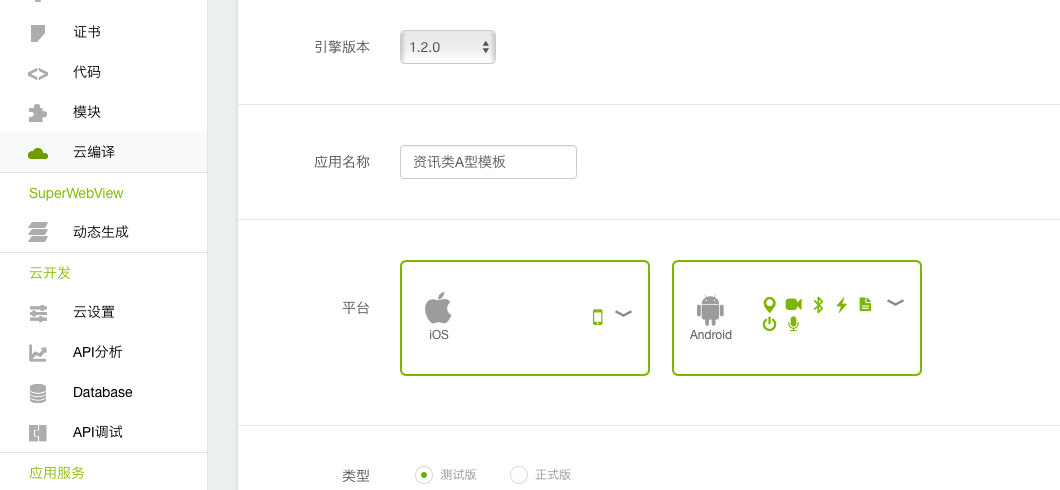 证书
代码
模块
云编译
SuperWebView
动态生成
云开发
云设置
API分析
Database
API调试
应用服务
引擎版本
1.2.0
应用名称
资讯类A型模板
平台
iOS
Android
类型
测试版
正式版